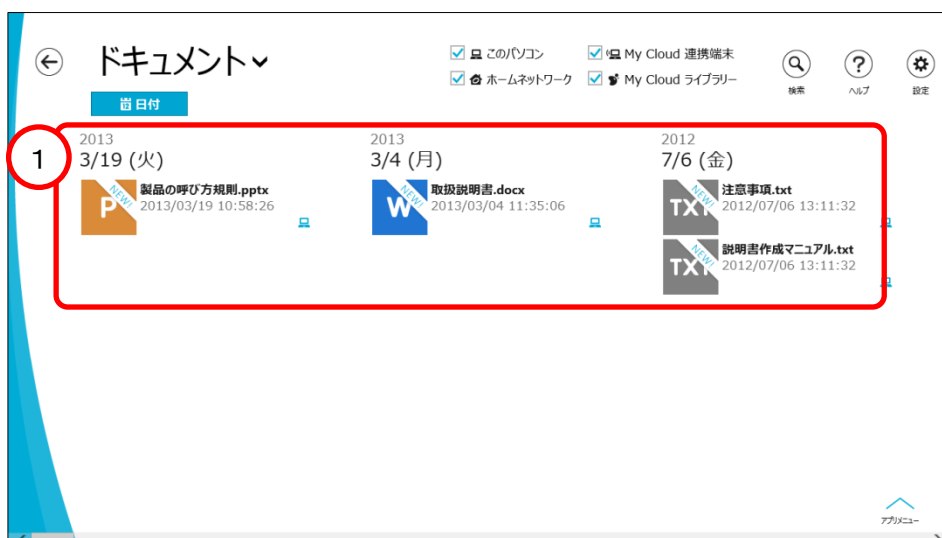 ドキュメント
このパソコン
My Cloud 連携端末
ホームネットワーク
My Cloud ライブラリー
検索
ヘルプ
設定
日付
1
2013
3/19 (火)
NEW!
P
製品の呼び方規則.pptx
2013/03/19 10:58:26
2013
3/4 (月)
NEW!
W
取扱説明書.docx
2013/03/04 11:35:06
2012
7/6 (金)
NEW!
TXT
注意事項.txt
2012/07/06 13:11:32
NEW!
TXT
説明書作成マニュアル.txt
2012/07/06 13:11:32
アプリメニュー